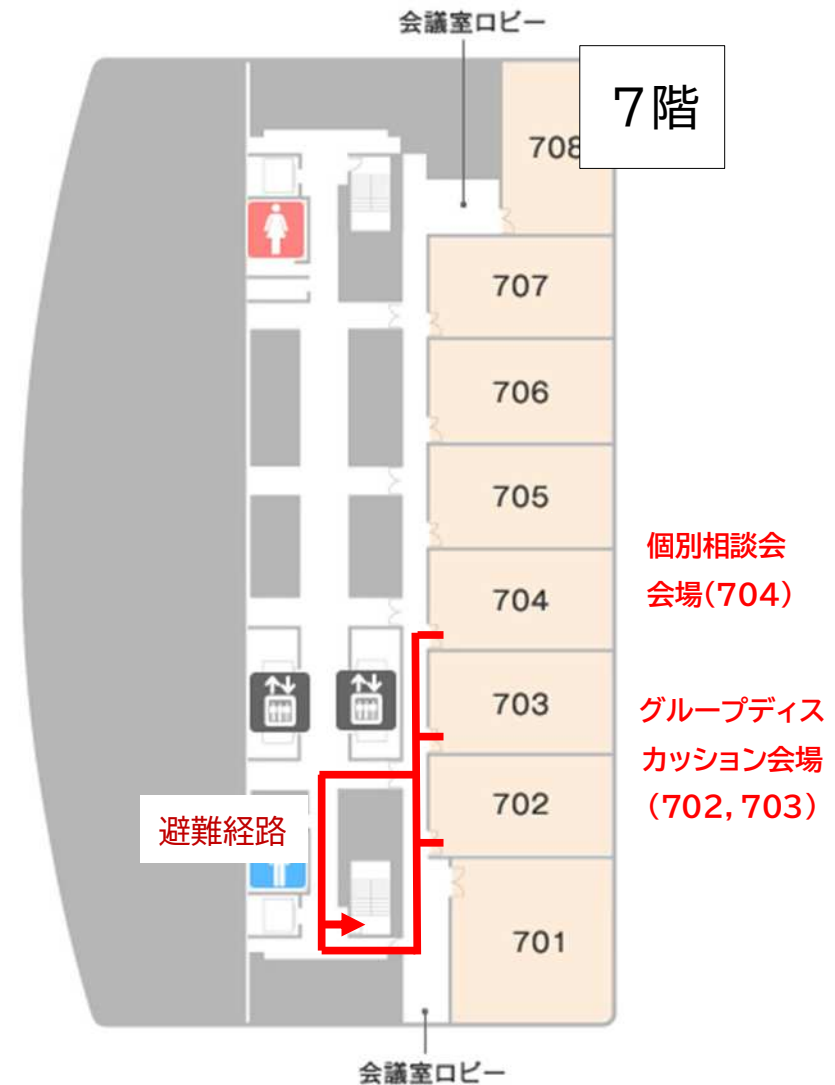 会議室ロビー
7階
708
707
706
705
個別相談会
会場(704)
704
703
グループディス
カッション会場
(702, 703)
702
避難経路
701
会議室ロビー